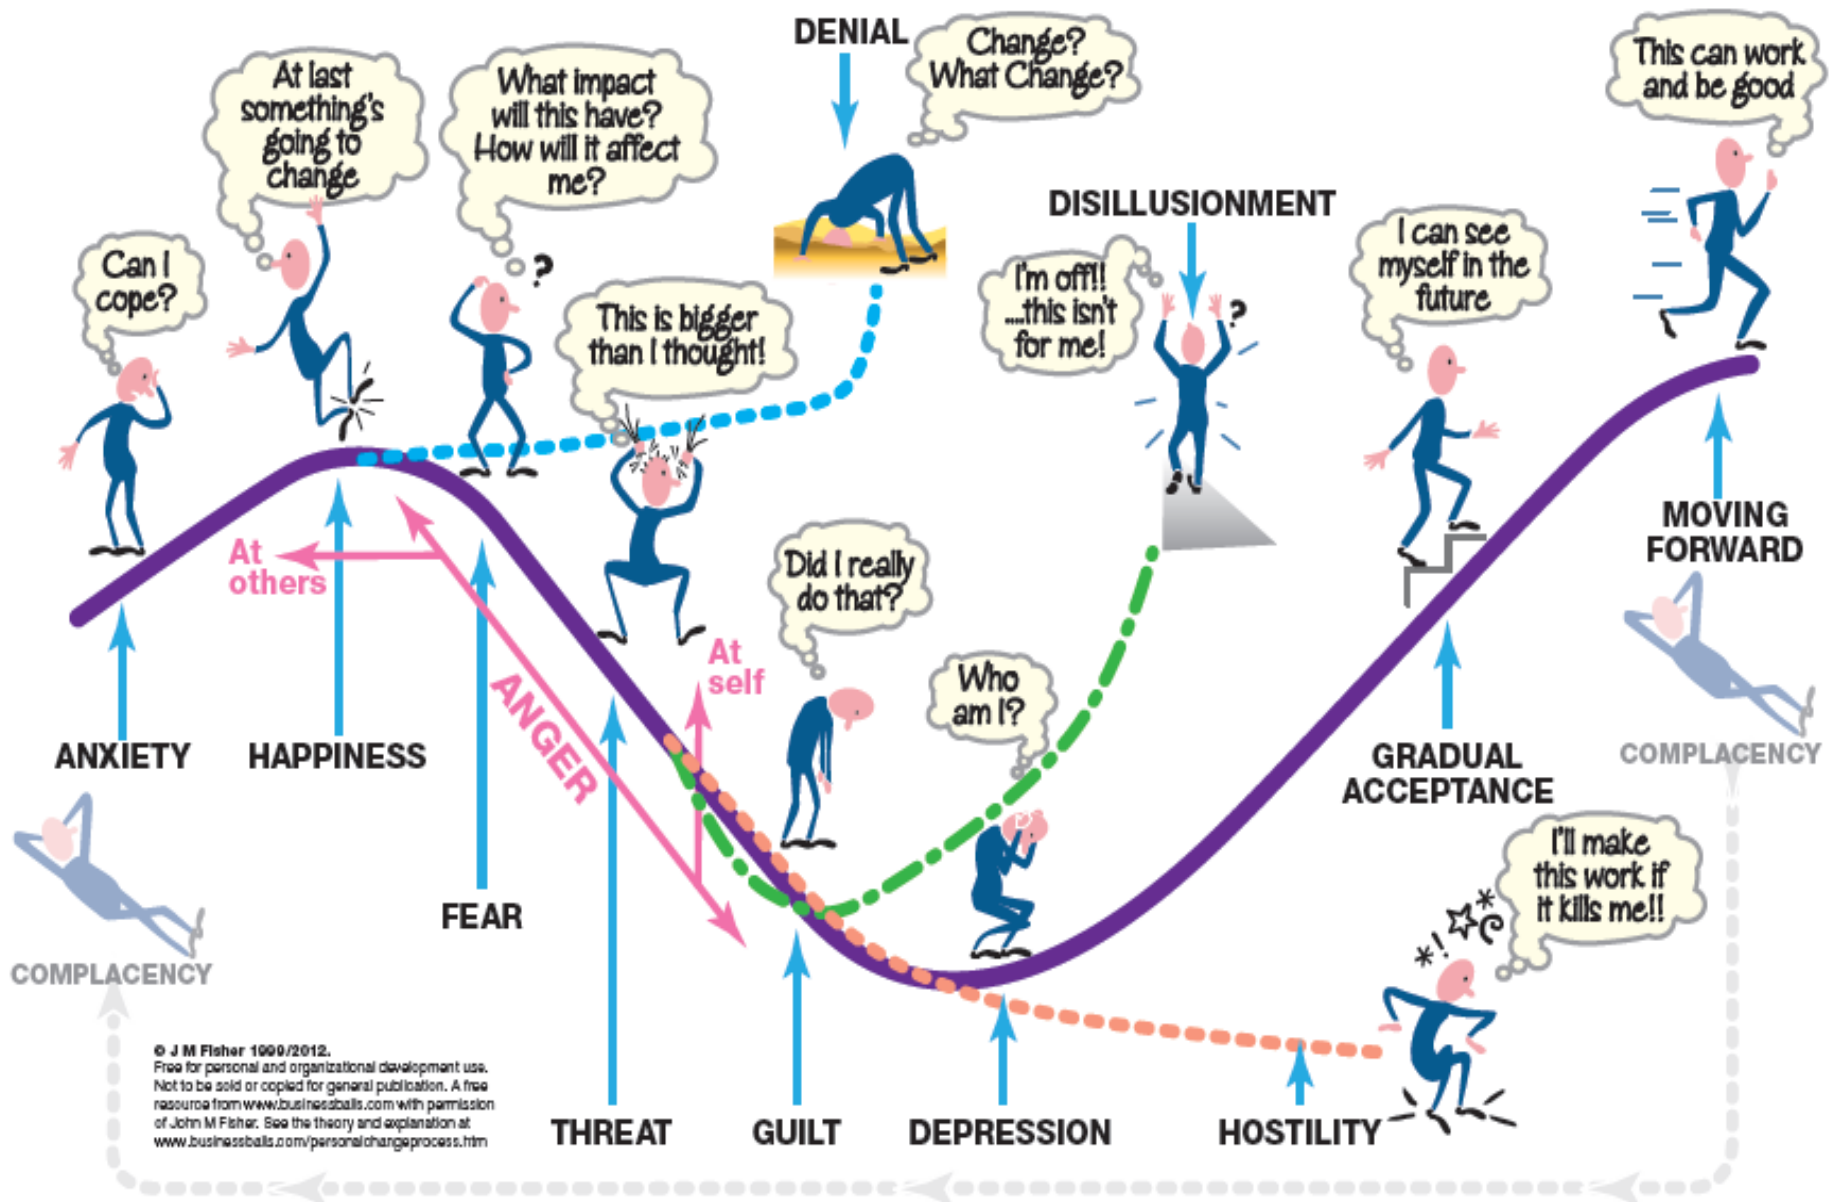 DENIAL
Change?
What Change?
This can work
and be good
At last
something's
going to
change
What impact
will this have?
How will it affect
me?
?
DISILLUSIONMENT
Can I
cope?
This is bigger
than I thought!
I'm off!!
....this isn't
for me!
?
I can see
myself in the
future
MOVING
FORWARD
At
others
Did I really
do that?
At
self
ANGER
Who
am I?
ANXIETY
HAPPINESS
GRADUAL
ACCEPTANCE
COMPLACENCY
FEAR
I'll make
this work if
it kills me!!
*!
*
COMPLACENCY
© J M Fisher 1999/2012.
Free for personal and organizational development use.
Not to be sold or copied for general publication. A free
resource from www.businessballs.com with permission
of John M Fisher. See the theory and explanation at
www.businessballs.com/personalchangeprocess.htm
THREAT
GUILT
DEPRESSION
HOSTILITY